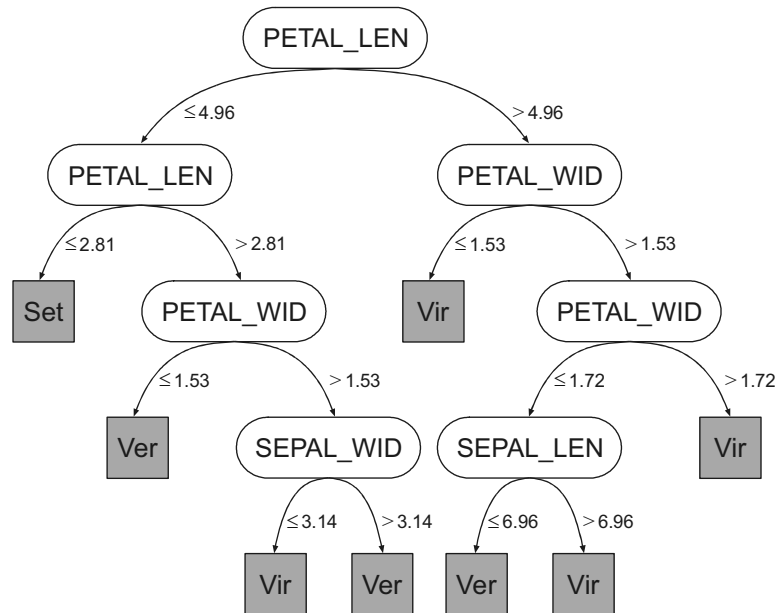 PETAL_LEN
≤4.96
>4.96
PETAL_LEN
PETAL_WID
≤2.81
>2.81
≤1.53
>1.53
Set
PETAL_WID
Vir
PETAL_WID
≤1.53
>1.53
≤1.72
>1.72
Ver
SEPAL_WID
SEPAL_LEN
Vir
≤3.14
>3.14
≤6.96
>6.96
Vir
Ver
Ver
Vir